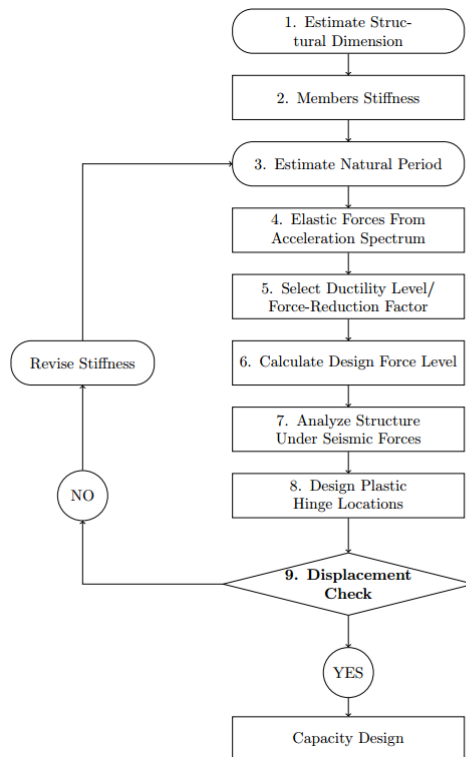 1. Estimate Struc-
tural Dimension
2. Members Stiffness
3. Estimate Natural Period
4. Elastic Forces From
Acceleration Spectrum
5. Select Ductility Level/
Force-Reduction Factor
Revise Stiffness
6. Calculate Design Force Level
7. Analyze Structure
Under Seismic Forces
8. Design Plastic
Hinge Locations
NO
9. Displacement
Check
YES
Capacity Design